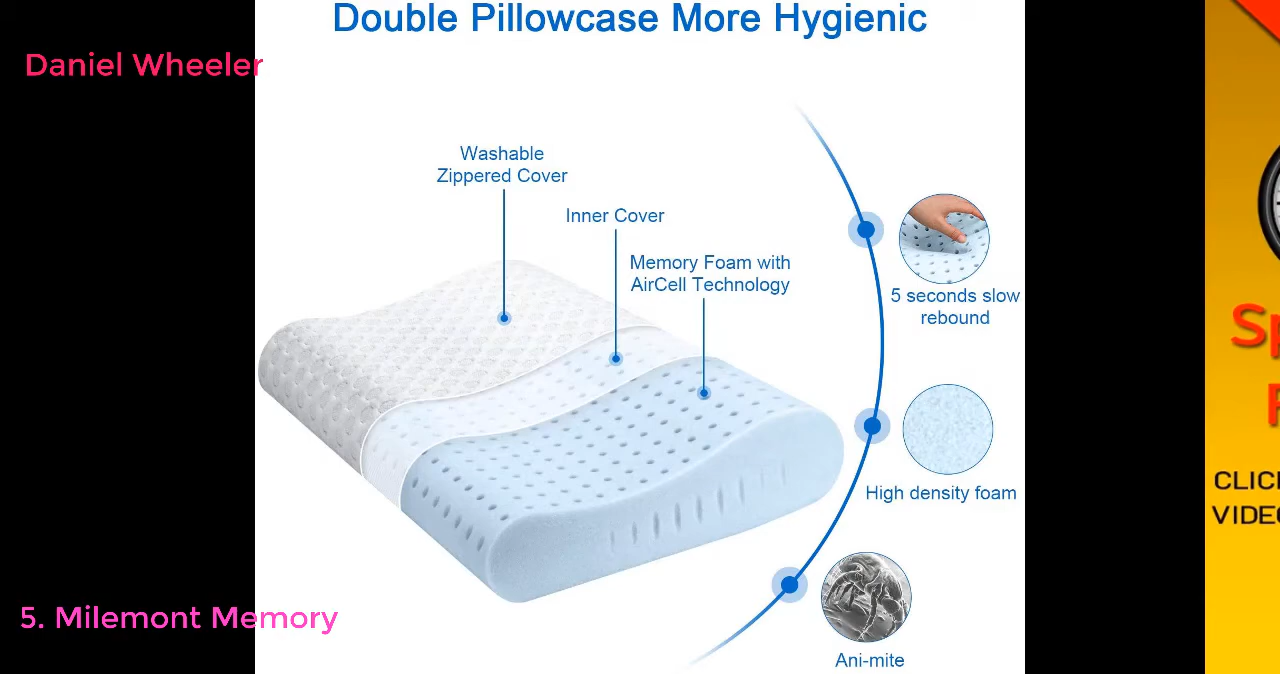 Double Pillowcase More Hygienic
Daniel Wheeler
Washable
Zippered Cover
Inner Cover
Memory Foam with
AirCell Technology
5 seconds slow
rebound
High density foam
Ani-mite
5. Milemont Memory